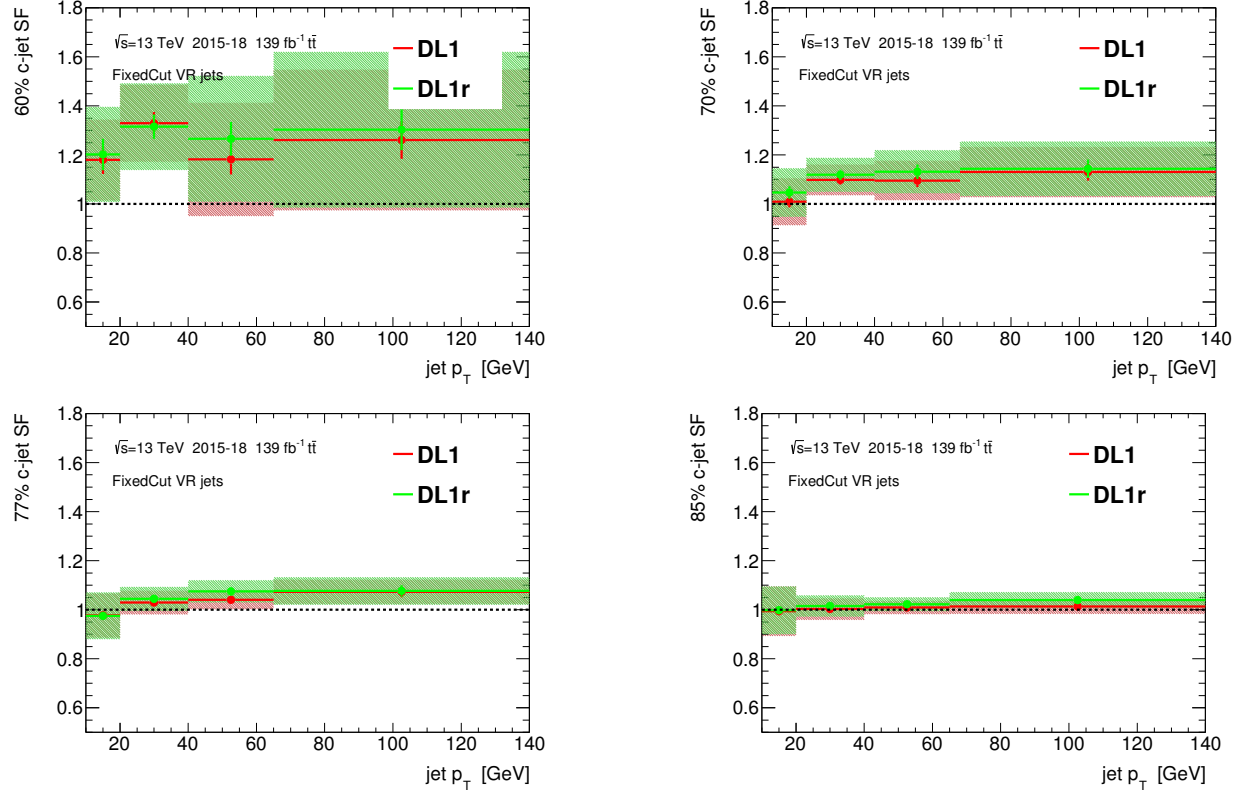 60% c-jet SF
1.8
1.6
1.4
1.2
1
0.8
0.6
√s=13 TeV 2015-18 139 fb⁻¹ tt̄
FixedCut VR jets
DL1
DL1r
20 40 60 80 100 120 140
jet p_T [GeV]
70% c-jet SF
1.8
1.6
1.4
1.2
1
0.8
0.6
√s=13 TeV 2015-18 139 fb⁻¹ tt̄
FixedCut VR jets
DL1
DL1r
20 40 60 80 100 120 140
jet p_T [GeV]
77% c-jet SF
1.8
1.6
1.4
1.2
1
0.8
0.6
√s=13 TeV 2015-18 139 fb⁻¹ tt̄
FixedCut VR jets
DL1
DL1r
20 40 60 80 100 120 140
jet p_T [GeV]
85% c-jet SF
1.8
1.6
1.4
1.2
1
0.8
0.6
√s=13 TeV 2015-18 139 fb⁻¹ tt̄
FixedCut VR jets
DL1
DL1r
20 40 60 80 100 120 140
jet p_T [GeV]